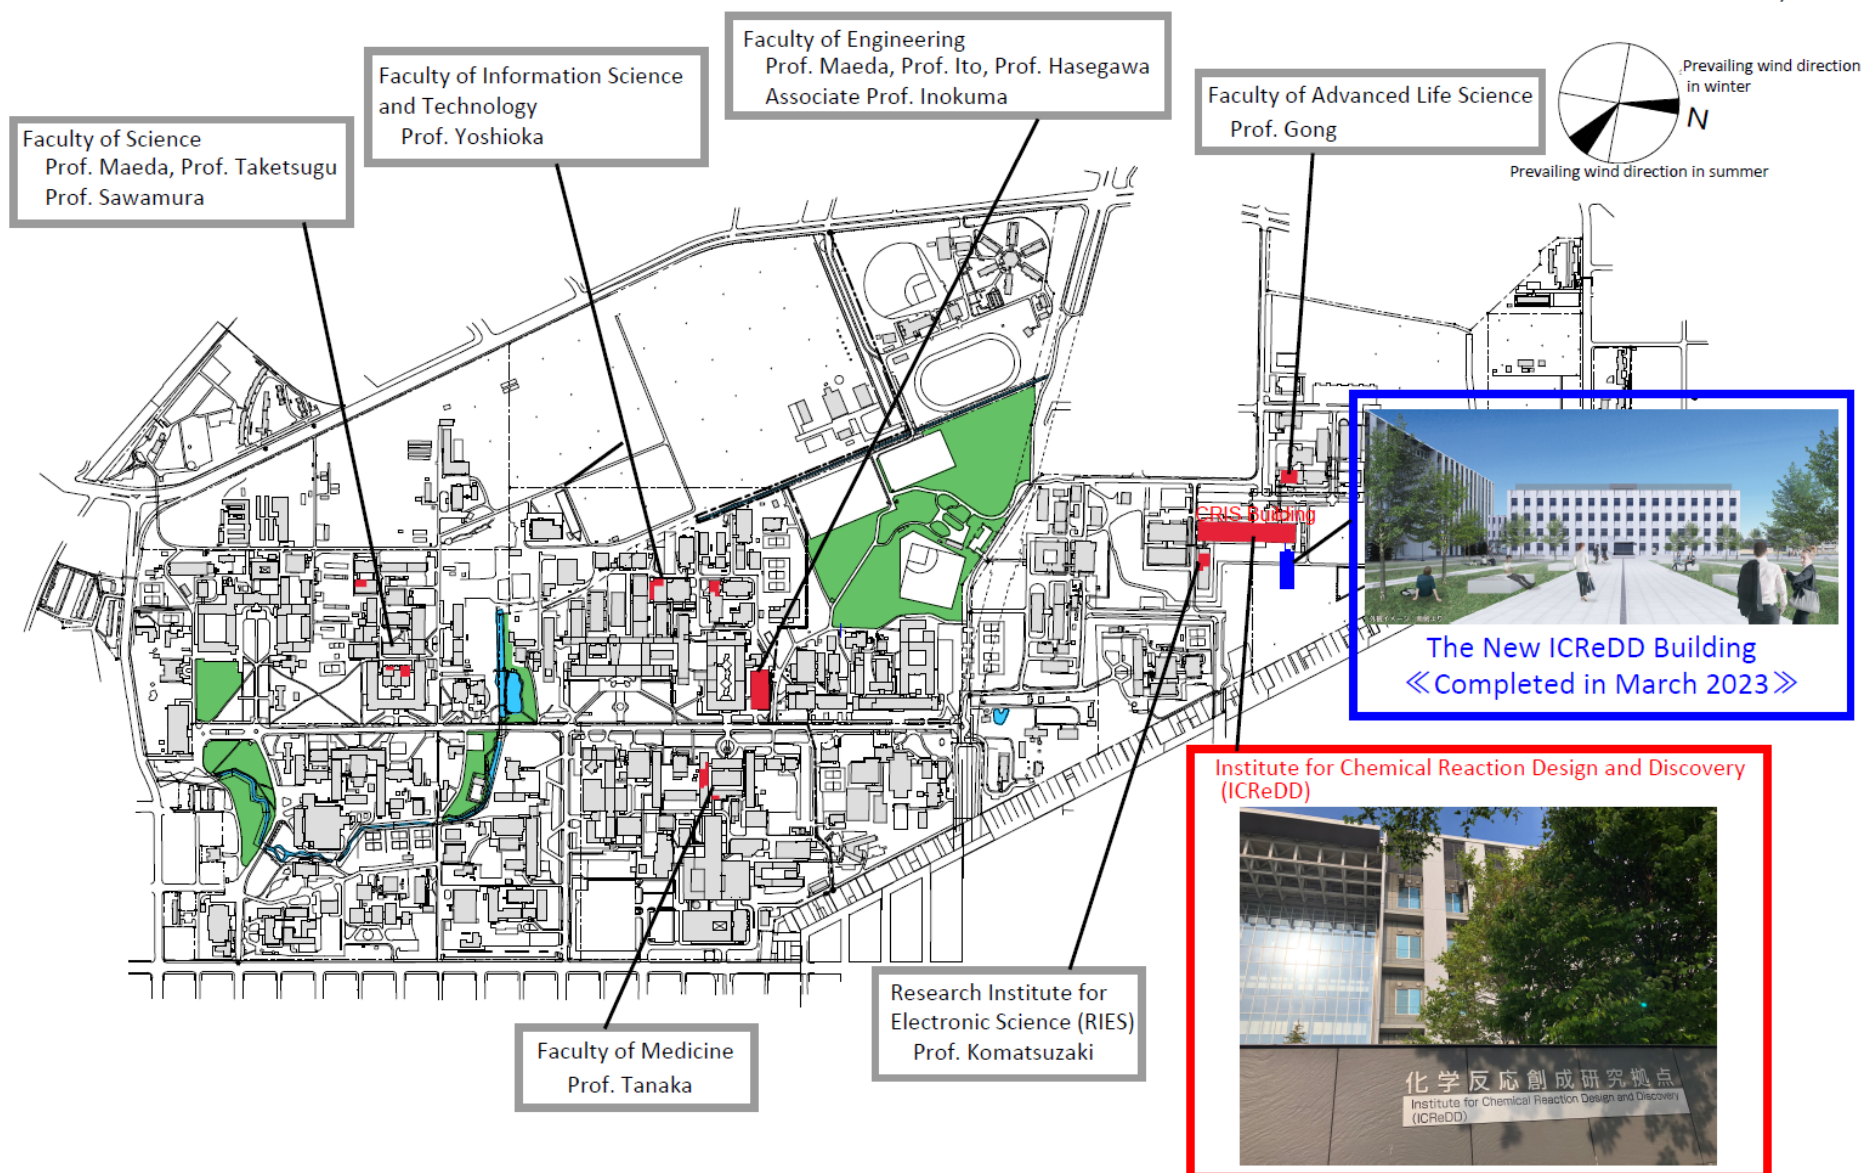 Faculty of Engineering
Prof. Maeda, Prof. Ito, Prof. Hasegawa
Associate Prof. Inokuma
Faculty of Information Science
and Technology
Prof. Yoshioka
Faculty of Advanced Life Science
Prof. Gong
Prevailing wind direction
in winter
N
Prevailing wind direction in summer
Faculty of Science
Prof. Maeda, Prof. Taketsugu
Prof. Sawamura
CRIS Building
The New ICReDD Building
≪Completed in March 2023≫
Institute for Chemical Reaction Design and Discovery
(ICReDD)
化学反応創成研究拠点
Institute for Chemical Reaction Design and Discovery
(ICReDD)
Research Institute for
Electronic Science (RIES)
Prof. Komatsuzaki
Faculty of Medicine
Prof. Tanaka